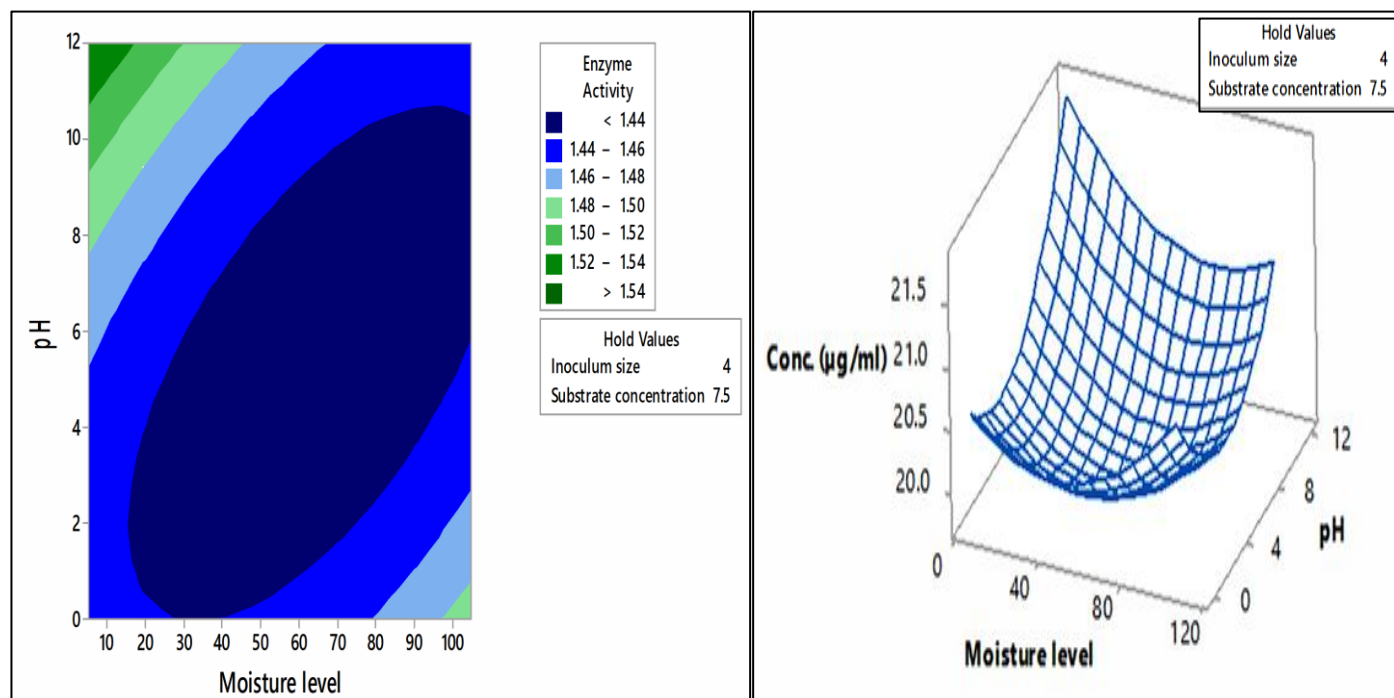 12
10
8
6
4
2
0
pH
10 20 30 40 50 60 70 80 90 100
Moisture level
Enzyme
Activity
< 1.44
1.44 – 1.46
1.46 – 1.48
1.48 – 1.50
1.50 – 1.52
1.52 – 1.54
> 1.54
Hold Values
Inoculum size 4
Substrate concentration 7.5
Hold Values
Inoculum size 4
Substrate concentration 7.5
21.5
21.0
20.5
20.0
Conc. (µg/ml)
0
40
80
120
Moisture level
0
4
8
12
pH